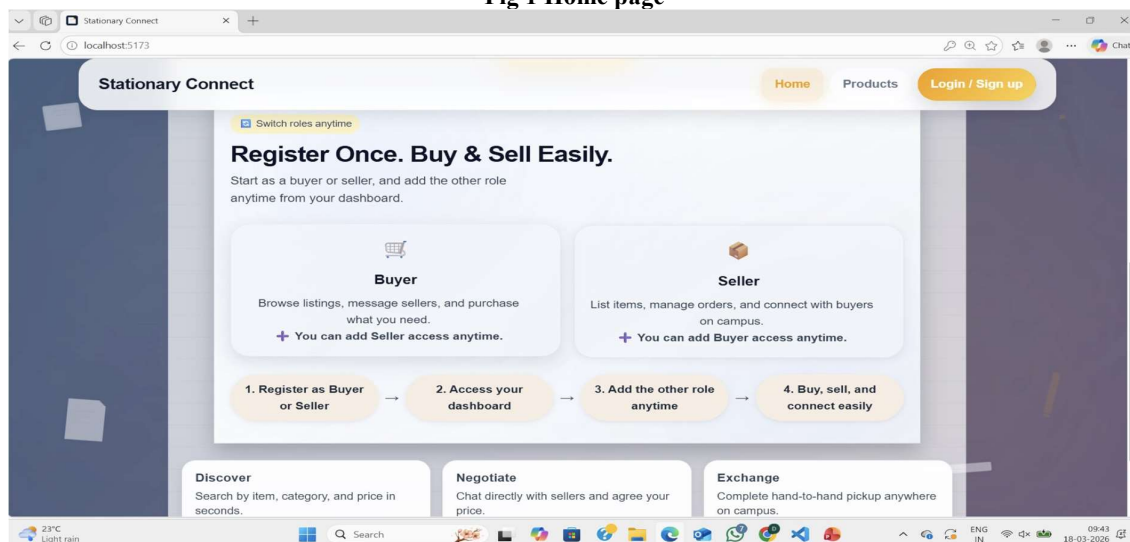 Fig 1 Home page
Stationary Connect
localhost:5173
Chat
Stationary Connect
Home
Products
Login / Sign up
Switch roles anytime
Register Once. Buy & Sell Easily.
Start as a buyer or seller, and add the other role
anytime from your dashboard.
Buyer
Browse listings, message sellers, and purchase
what you need.
You can add Seller access anytime.
Seller
List items, manage orders, and connect with buyers
on campus.
You can add Buyer access anytime.
1. Register as Buyer
or Seller
→
2. Access your
dashboard
→
3. Add the other role
anytime
→
4. Buy, sell, and
connect easily
Discover
Search by item, category, and price in
seconds.
Negotiate
Chat directly with sellers and agree your
price.
Exchange
Complete hand-to-hand pickup anywhere
on campus.
23°C
Light rain
Search
ENG
IN
09:43
18-03-2026